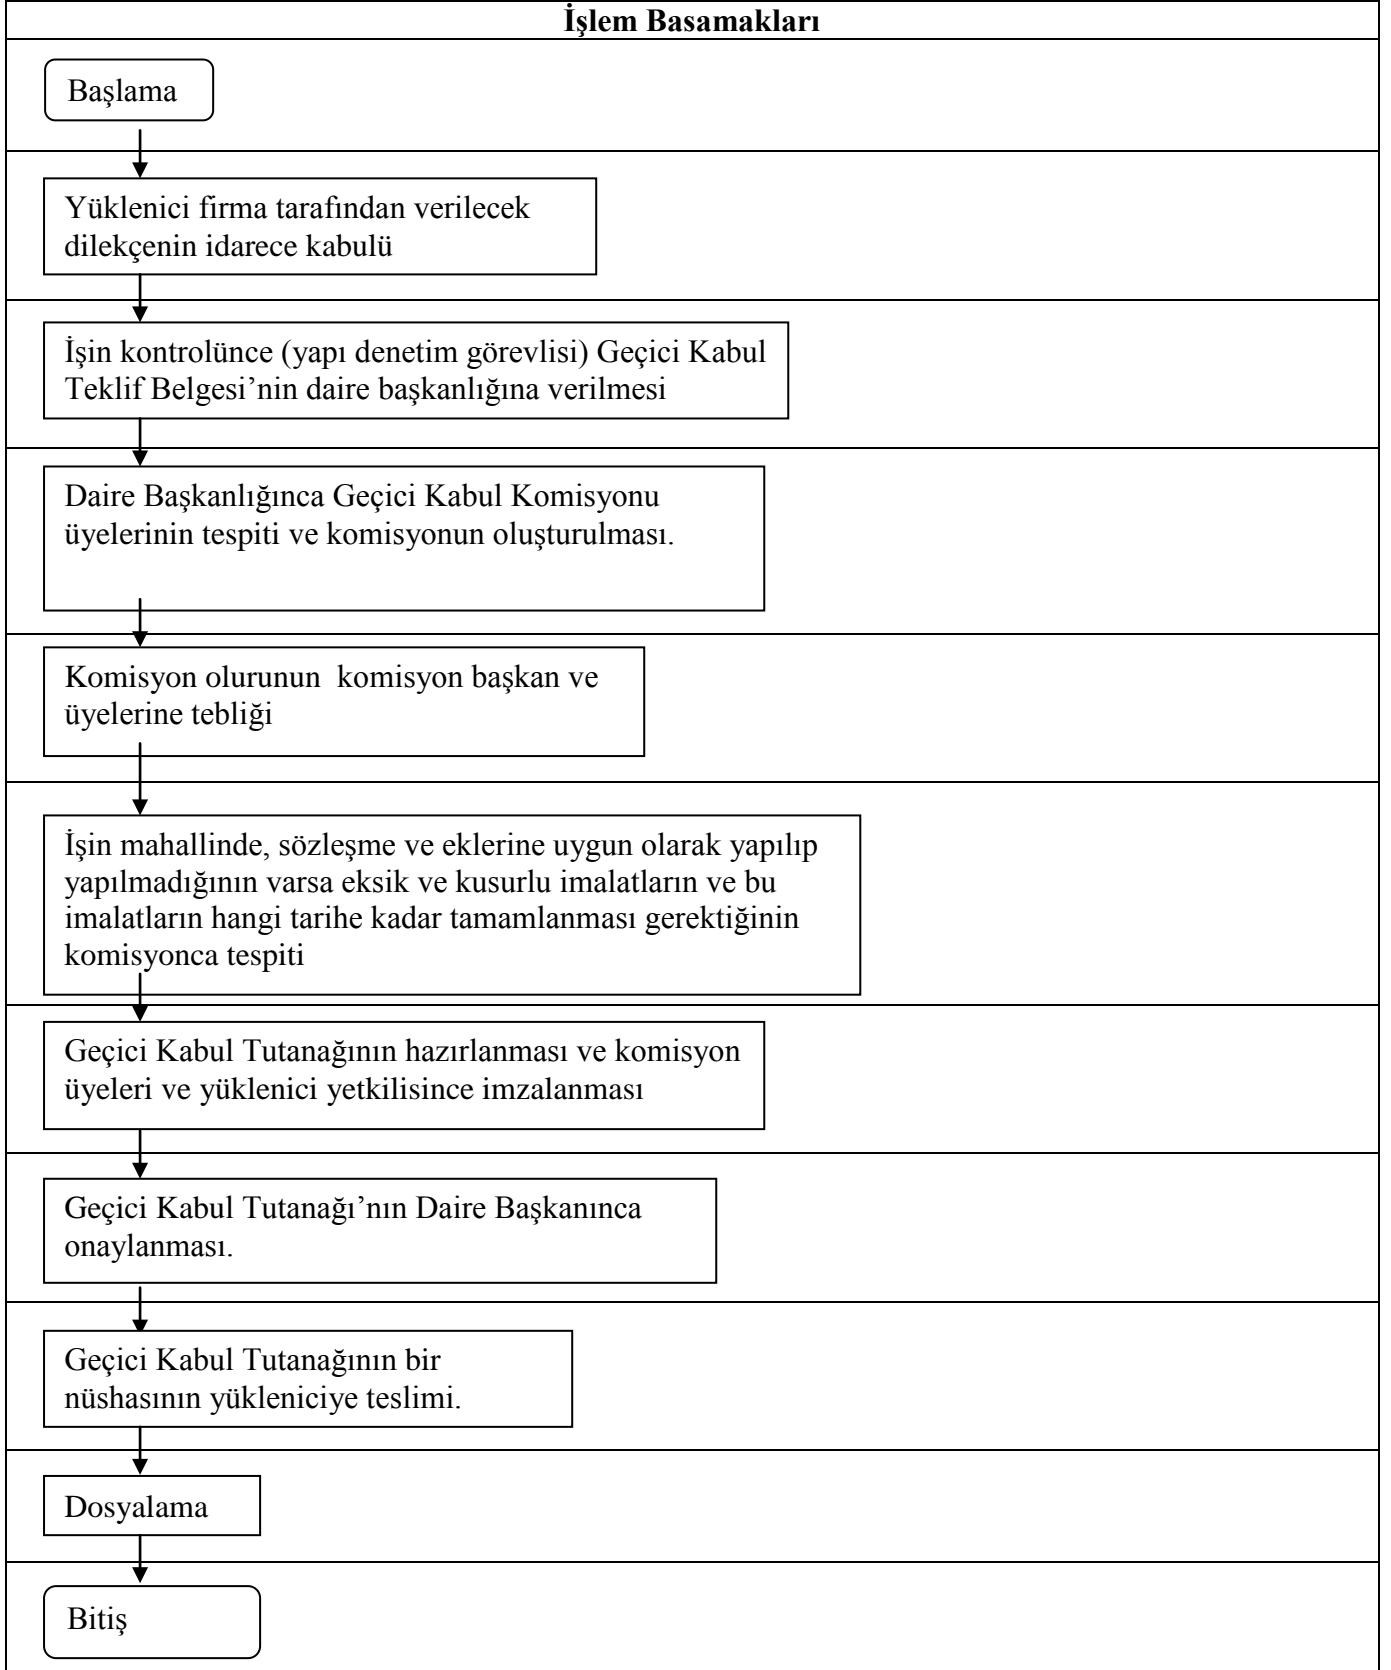 İşlem Basamakları
Başlama
Yüklenici firma tarafından verilecek
dilekçenin idarece kabulü
İşin kontrolünce (yapı denetim görevlisi) Geçici Kabul
Teklif Belgesi’nin daire başkanlığına verilmesi
Daire Başkanlığınca Geçici Kabul Komisyonu
üyelerinin tespiti ve komisyonun oluşturulması.
Komisyon olurunun  komisyon başkan ve
üyelerine tebliği
İşin mahallinde, sözleşme ve eklerine uygun olarak yapılıp
yapılmadığının varsa eksik ve kusurlu imalatların ve bu
imalatların hangi tarihe kadar tamamlanması gerektiğinin
komisyonca tespiti
Geçici Kabul Tutanağının hazırlanması ve komisyon
üyeleri ve yüklenici yetkilisince imzalanması
Geçici Kabul Tutanağı’nın Daire Başkanınca
onaylanması.
Geçici Kabul Tutanağının bir
nüshasının yükleniciye teslimi.
Dosyalama
Bitiş